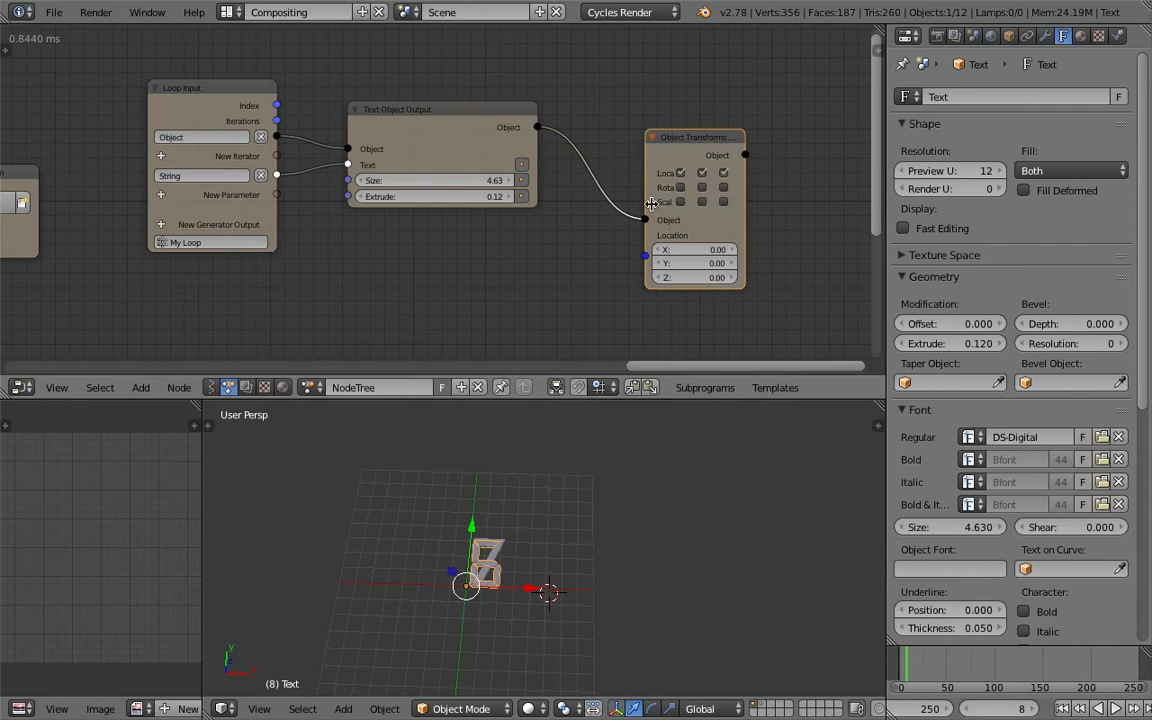 File Render Window Help Compositing Scene Cycles Render v2.78 | Verts:356 | Faces:187 | Tris:260 | Objects:1/12 | Lamps:0/0 | Mem:24.19M | Text
0.8440 ms
Loop Input
Index
Iterations
Object
New Iterator
String
New Parameter
New Generator Output
My Loop
Text Object Output
Object
Object
Text
Size: 4.63
Extrude: 0.12
Object Transforms ...
Object
Loca
Rota
Scal
Object
Location
X: 0.00
Y: 0.00
Z: 0.00
View Select Add Node NodeTree F Subprograms Templates
User Persp
(8) Text
View Image New
View Select Add Object Object Mode Global
Text Text
Text F
Shape
Resolution: Fill:
Preview U: 12 Both
Render U: 0 Fill Deformed
Display:
Fast Editing
Texture Space
Geometry
Modification: Bevel:
Offset: 0.000 Depth: 0.000
Extrude: 0.120 Resolution: 0
Taper Object: Bevel Object:
Font
Regular DS-Digital F
Bold Bfont 44 F
Italic Bfont 44 F
Bold & It... Bfont 44 F
Size: 4.630 Shear: 0.000
Object Font: Text on Curve:
Underline: Character:
Position: 0.000 Bold
Thickness: 0.050 Italic
0 50 100 150 200 250
250 8